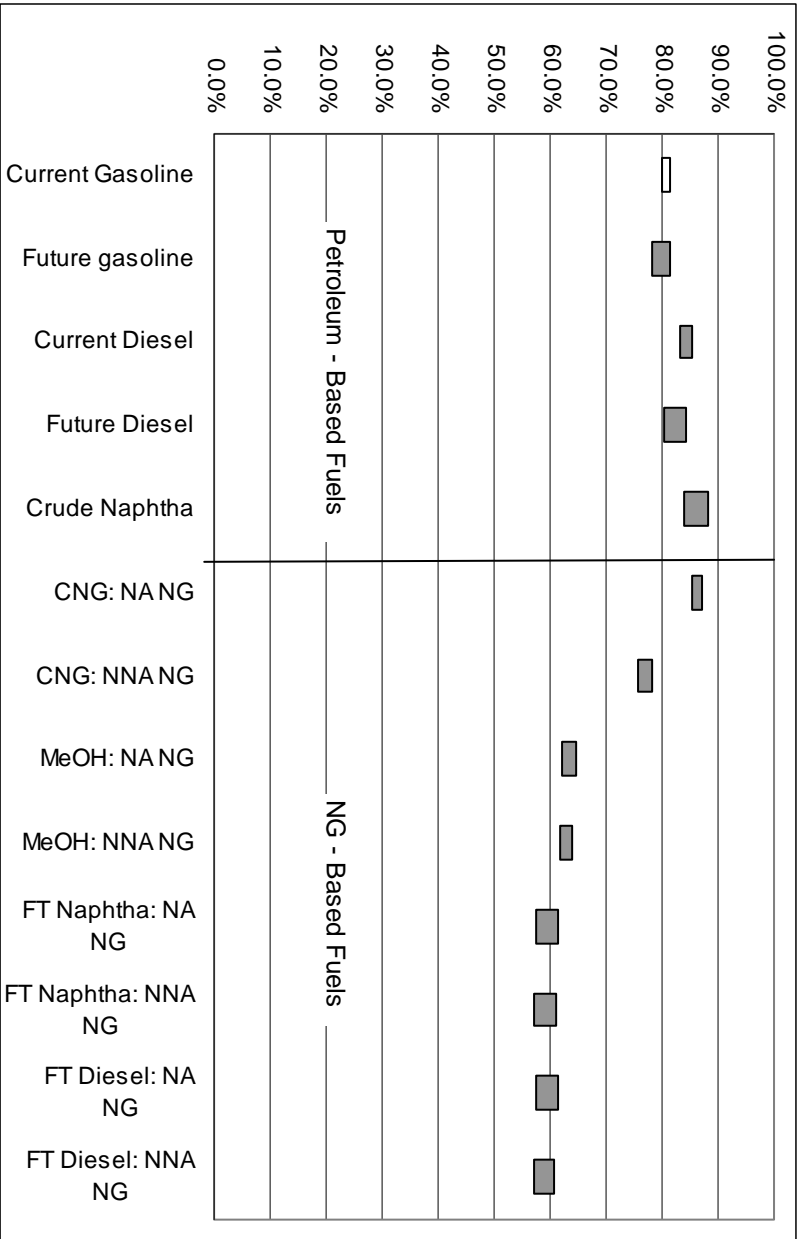 100.0%
90.0%
80.0%
70.0%
60.0%
50.0%
40.0%
30.0%
20.0%
10.0%
0.0%
Petroleum - Based Fuels
NG - Based Fuels
Current Gasoline
Future gasoline
Current Diesel
Future Diesel
Crude Naphtha
CNG: NA NG
CNG: NNA NG
MeOH: NA NG
MeOH: NNA NG
FT Naphtha: NA
NG
FT Naphtha: NNA
NG
FT Diesel: NA
NG
FT Diesel: NNA
NG